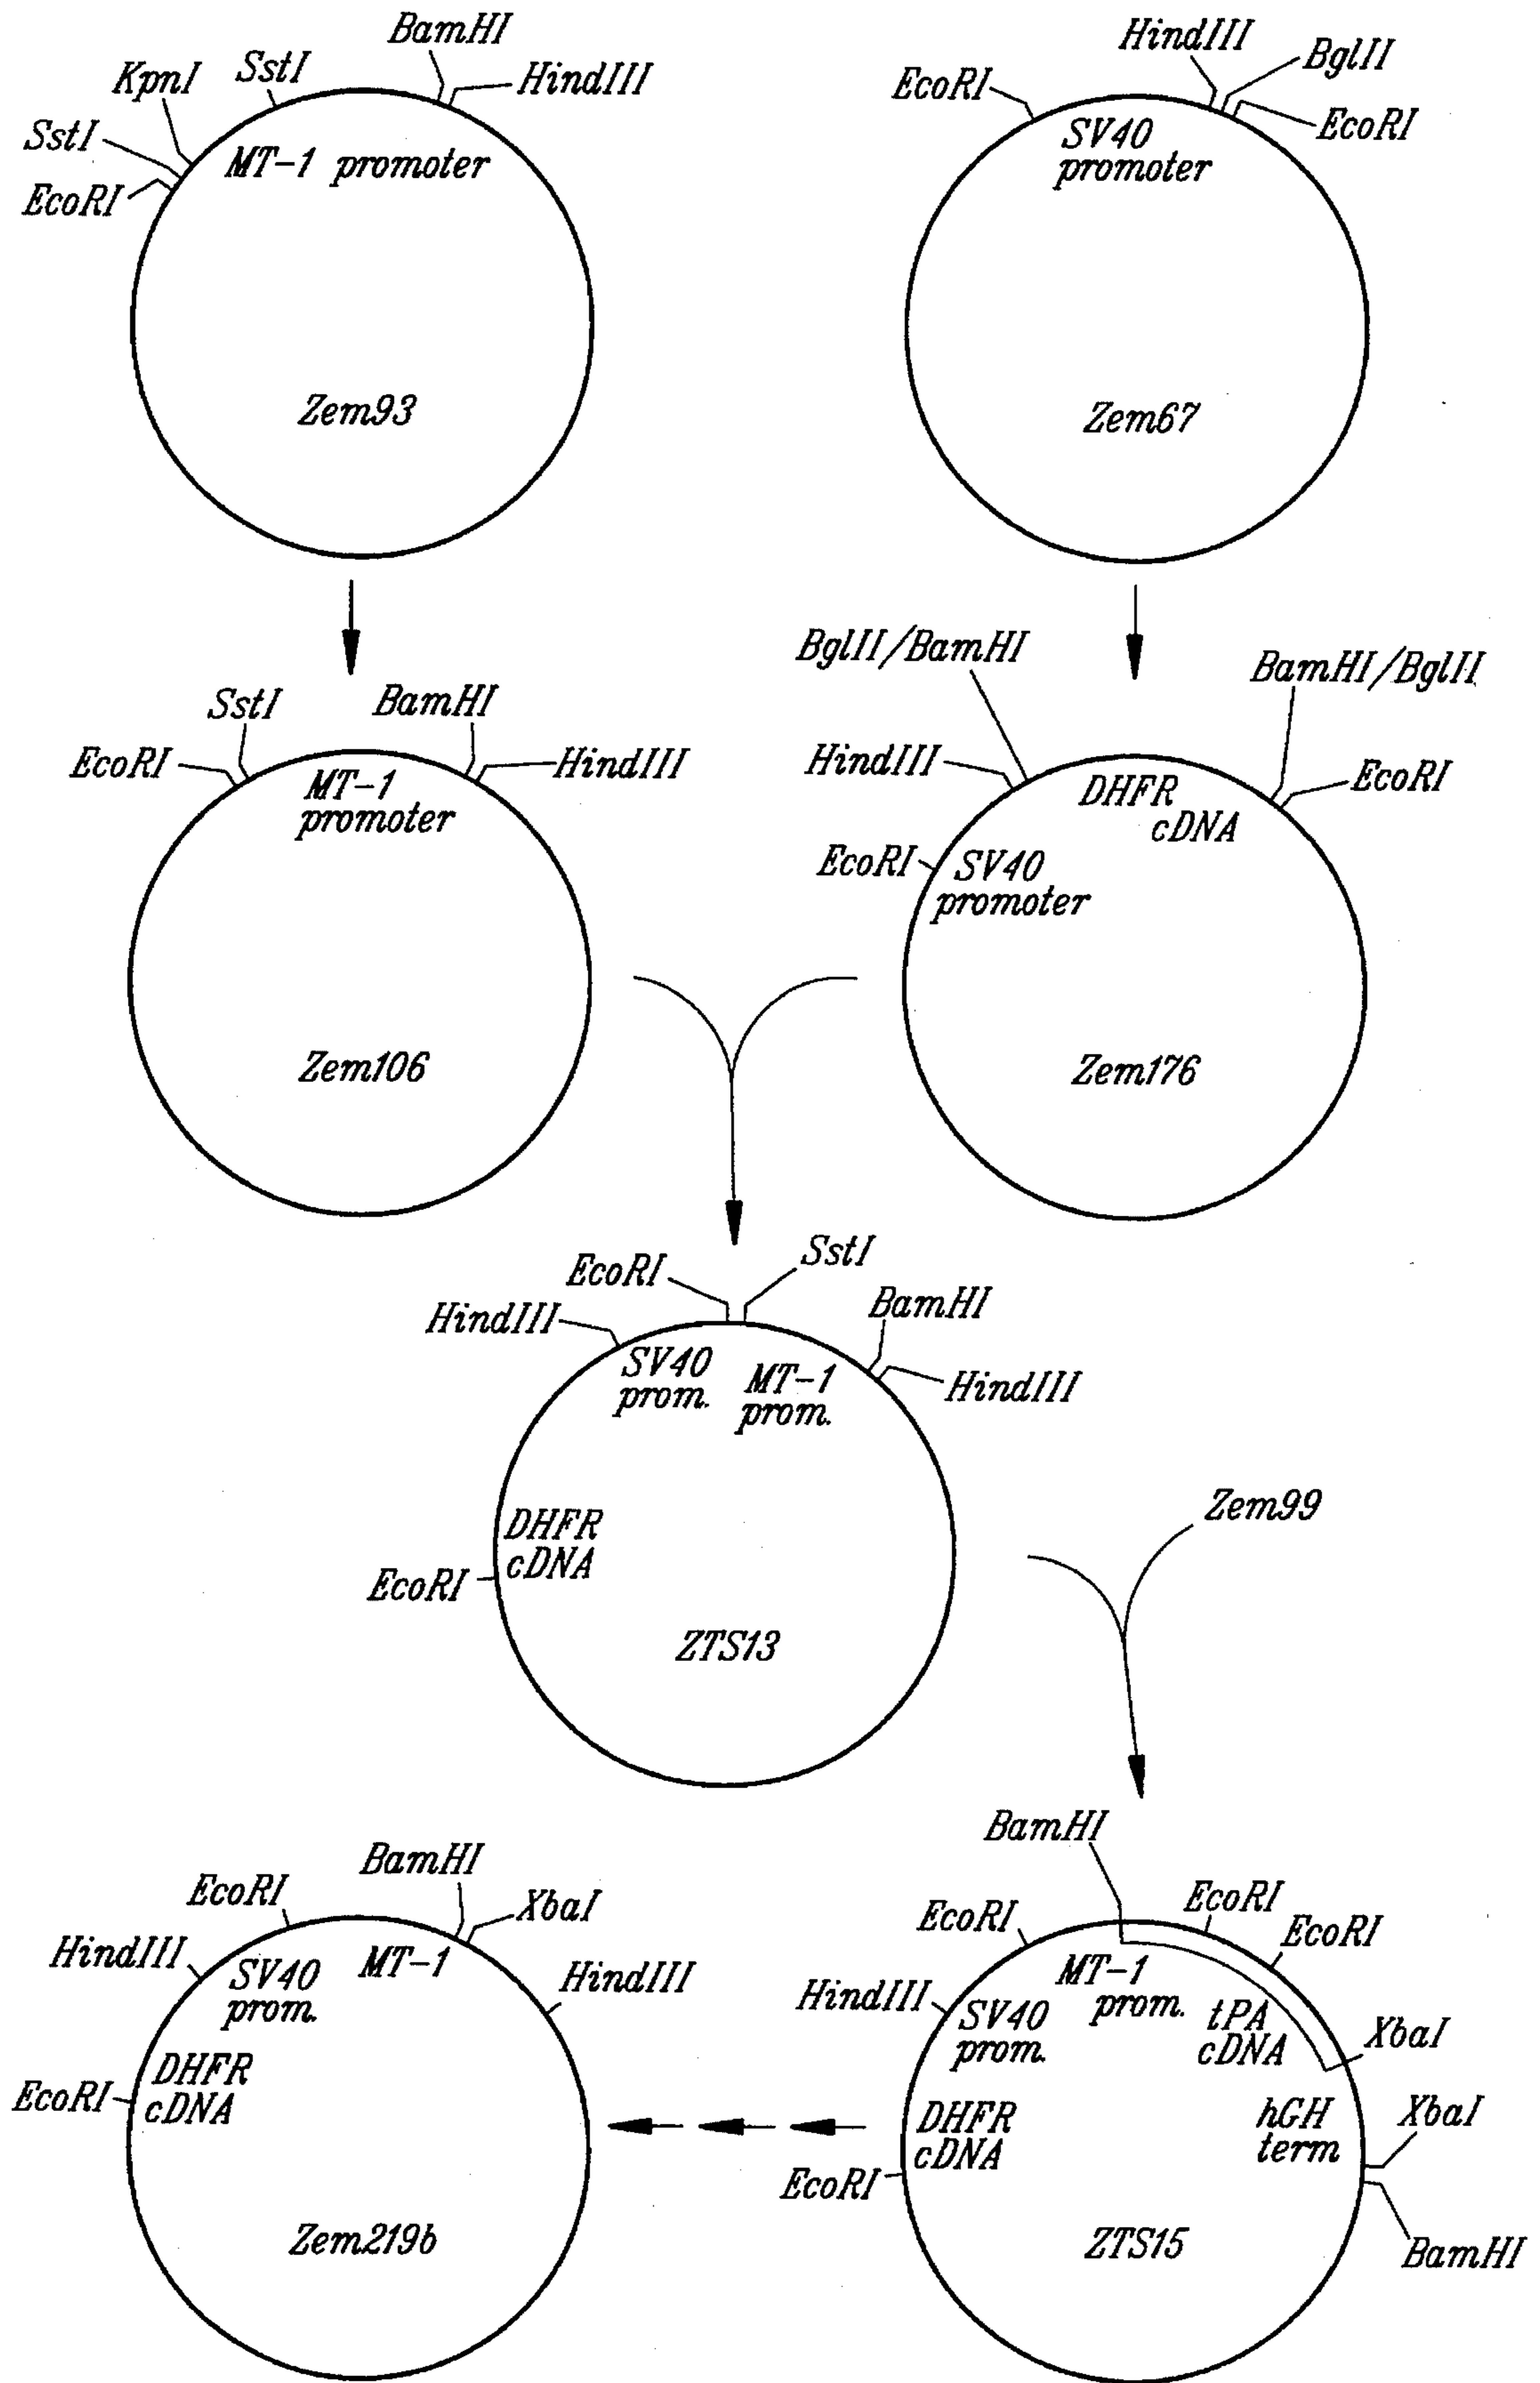 BamHI
SstI
HindIII
KpnI
SstI
EcoRI
MT-1 promoter
Zem93
HindIII
BglII
EcoRI
EcoRI
SV40
promoter
Zem67
SstI
BamHI
EcoRI
HindIII
MT-1
promoter
Zem106
BglII/BamHI
BamHI/BglII
HindIII
EcoRI
DHFR
cDNA
EcoRI
SV40
promoter
Zem176
EcoRI
SstI
HindIII
BamHI
HindIII
SV40
prom.
MT-1
prom.
DHFR
cDNA
EcoRI
ZTS13
Zem99
BamHI
EcoRI
XbaI
HindIII
HindIII
SV40
prom.
MT-1
DHFR
cDNA
EcoRI
Zem219b
BamHI
EcoRI
EcoRI
EcoRI
HindIII
MT-1
prom.
SV40
prom.
tPA
cDNA
XbaI
DHFR
cDNA
hGH
term
XbaI
EcoRI
BamHI
ZTS15